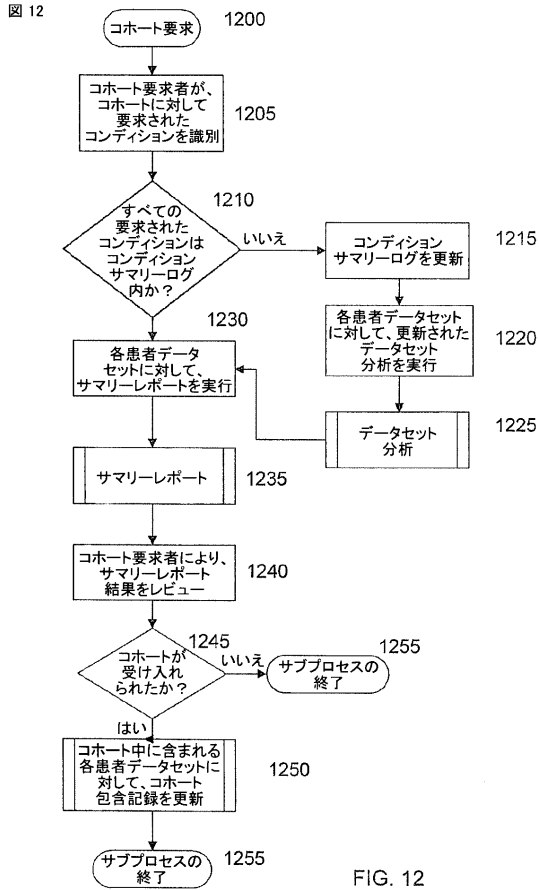 図 12
コホート要求
1200
コホート要求者が、
コホートに対して
要求された
コンディションを識別
1205
1210
すべての
要求された
コンディションは
コンディション
サマリーログ
内か？
いいえ
コンディション
サマリーログを更新
1215
各患者データセット
に対して、更新された
データセット
分析を実行
1220
データセット
分析
1225
1230
各患者データ
セットに対して、
サマリーレポートを実行
サマリーレポート
1235
コホート要求者により、
サマリーレポート
結果をレビュー
1240
1245
コホートが
受け入れ
られたか？
いいえ
1255
サブプロセスの
終了
はい
コホート中に含まれる
各患者データセットに
対して、コホート
包含記録を更新
1250
サブプロセスの
終了
1255
FIG. 12